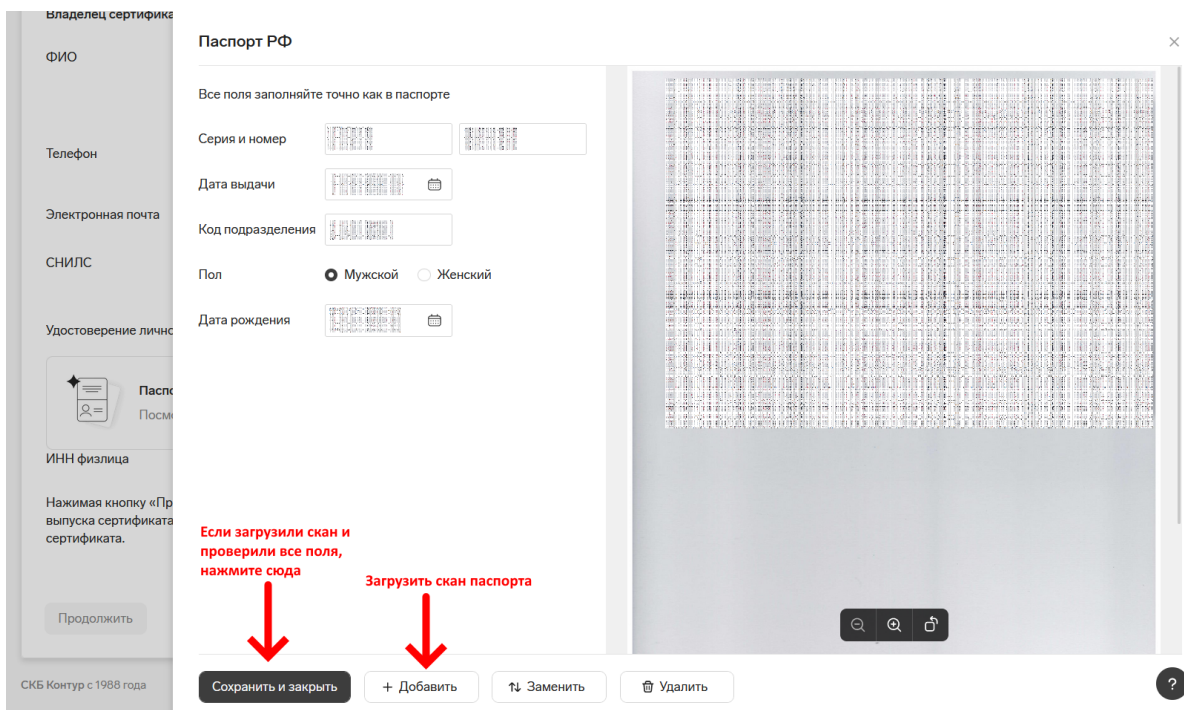 Владелец сертифика
ФИО
Телефон
Электронная почта
СНИЛС
Удостоверение лично
Паспо
Посм
ИНН физлица
Нажимая кнопку «Пр
выпуска сертификата
сертификата.
Продолжить
СКБ Контур с 1988 года
Паспорт РФ
Все поля заполняйте точно как в паспорте
Серия и номер
Дата выдачи
Код подразделения
Пол
Мужской
Женский
Дата рождения
Если загрузили скан и
проверили все поля,
нажмите сюда
Загрузить скан паспорта
Сохранить и закрыть
+ Добавить
Заменить
Удалить
?